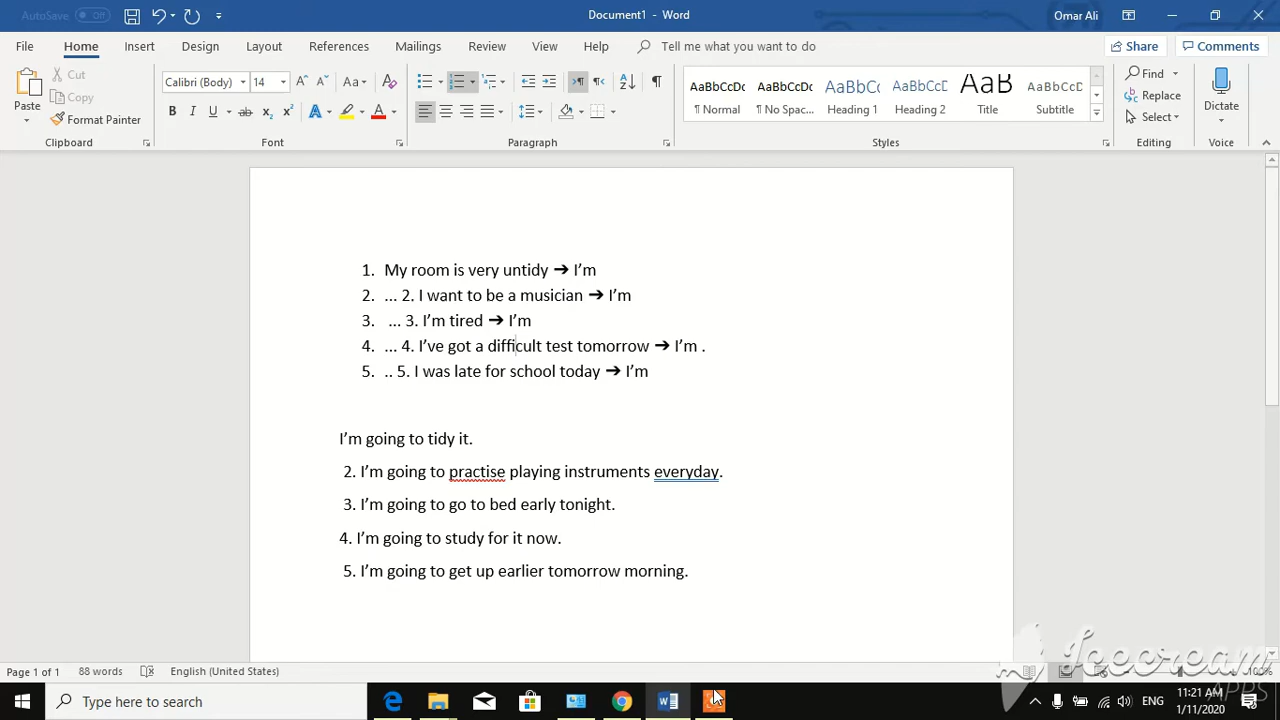 AutoSave Off Document1 - Word Omar Ali
File Home Insert Design Layout References Mailings Review View Help Tell me what you want to do Share Comments
Paste Cut Copy Format Painter
Calibri (Body) 14
AaBbCcDc AaBbCcDc AaBbC AaBbCcD AaB AaBbCcD
¶ Normal ¶ No Spac... Heading 1 Heading 2 Title Subtitle
Find Replace Select Dictate
Clipboard Font Paragraph Styles Editing Voice
1. My room is very untidy ➔ I’m
2. ... 2. I want to be a musician ➔ I’m
3. ... 3. I’m tired ➔ I’m
4. ... 4. I’ve got a difficult test tomorrow ➔ I’m .
5. .. 5. I was late for school today ➔ I’m
I’m going to tidy it.
2. I’m going to practise playing instruments everyday.
3. I’m going to go to bed early tonight.
4. I’m going to study for it now.
5. I’m going to get up earlier tomorrow morning.
Page 1 of 1 88 words English (United States) 100%
Icecream
APPS
Type here to search ENG 11:21 AM
1/11/2020